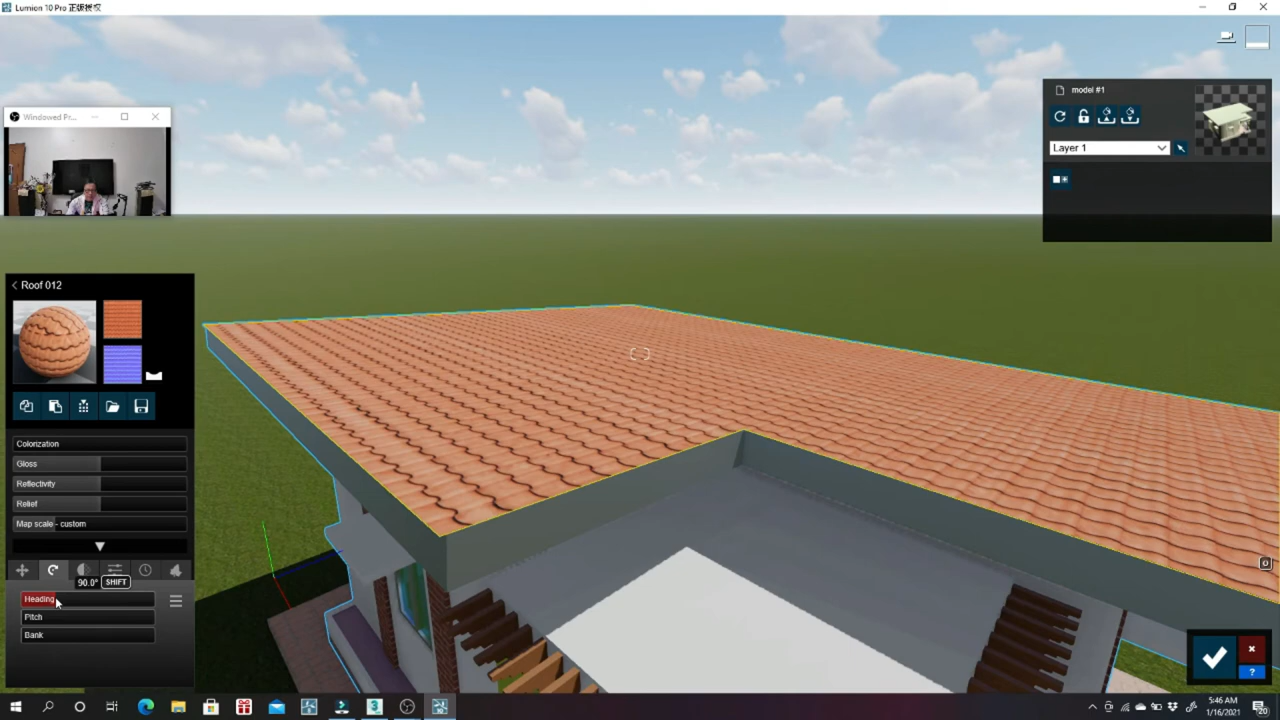 Lumion 10 Pro 正版授权
model #1
Layer 1
Windowed Pr...
Roof 012
Colorization
Gloss
Reflectivity
Relief
Map scale - custom
90.0° SHIFT
Heading
Pitch
Bank
?
5:46 AM
1/16/2021
20